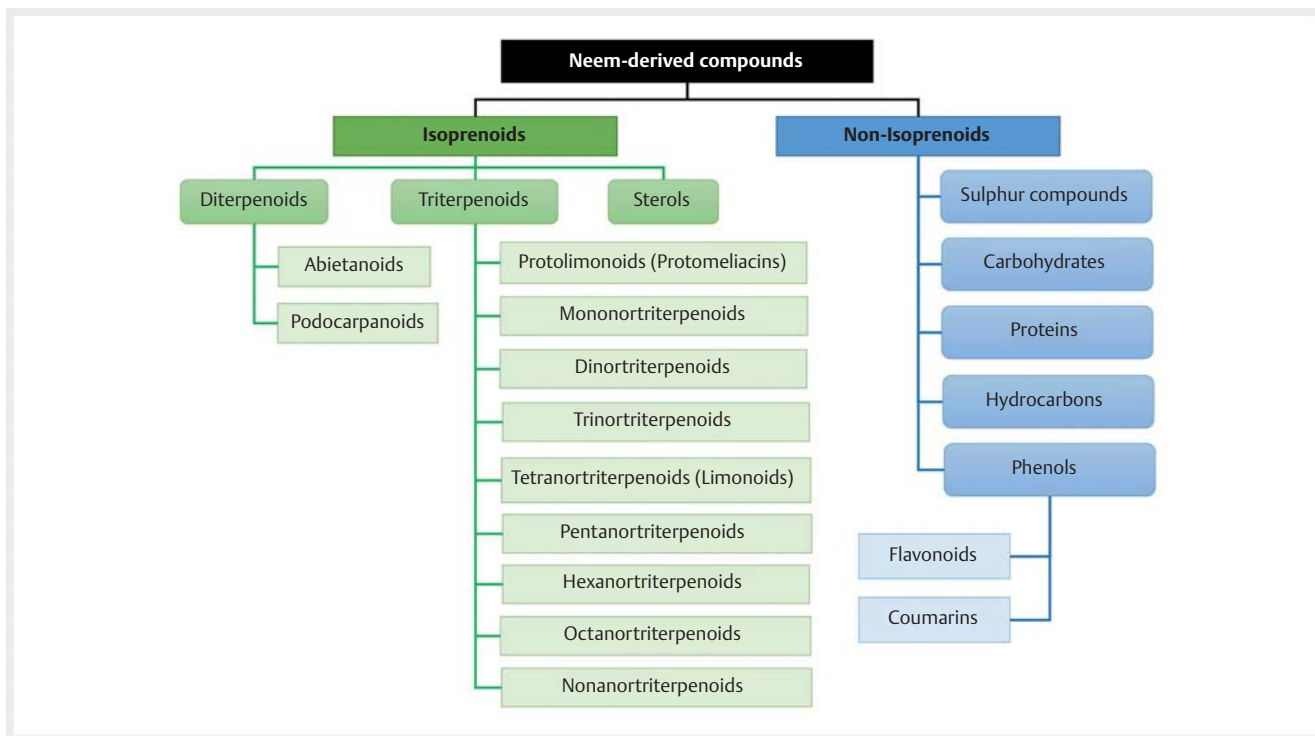 Neem-derived compounds
Isoprenoids
Non-Isoprenoids
Diterpenoids
Triterpenoids
Sterols
Abietanoids
Podocarpanoids
Protolimonoids (Protomeliacins)
Mononortriterpenoids
Dinortriterpenoids
Trinortriterpenoids
Tetranortriterpenoids (Limonoids)
Pentanortriterpenoids
Hexanortriterpenoids
Octanortriterpenoids
Nonanortriterpenoids
Sulphur compounds
Carbohydrates
Proteins
Hydrocarbons
Phenols
Flavonoids
Coumarins